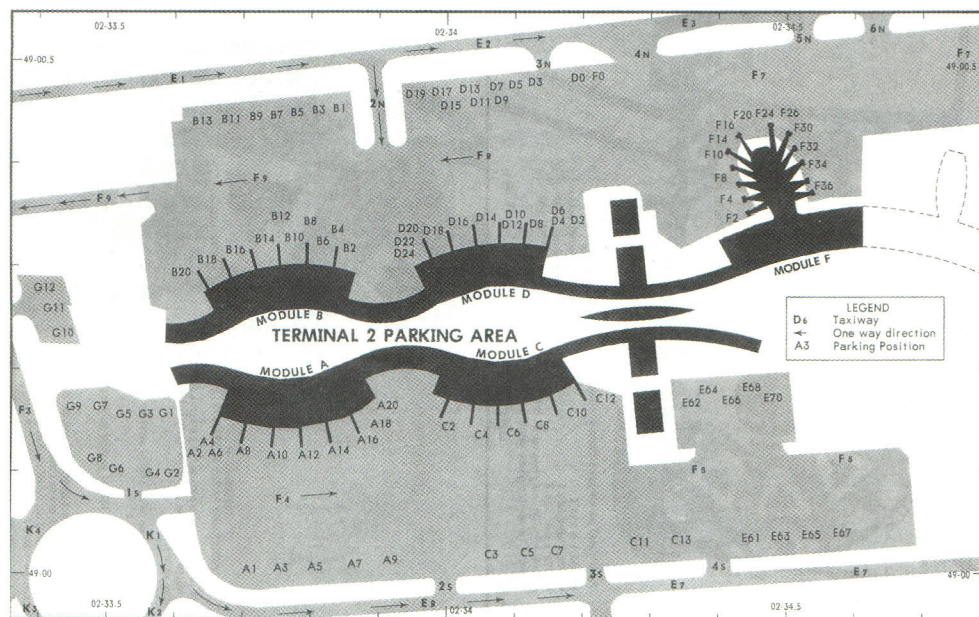 02-33.5
02-34
02-34.5
49-00.5
49-00.5
E1
E2
E3
2N
3N
4N
5N
6N
F7
F7
B13 B11 B9 B7 B5 B3 B1
D19 D17 D15 D13 D11 D7 D9 D5 D3
D0 F0
F9
F9
F9
B20 B18 B16 B14 B12 B10 B8 B6 B4 B2
D20 D22 D24 D18 D16 D14 D10 D12 D8 D6 D4 D2
F16 F14 F10 F8 F4 F2 F20 F24 F26 F30 F32 F34 F36
MODULE B
MODULE D
MODULE F
TERMINAL 2 PARKING AREA
MODULE A
MODULE C
LEGEND
D6 Taxiway
One way direction
A3 Parking Position
G12
G11
G10
G9 G7 G5 G3 G1
G8 G6 G4 G2
F3
1S
K4
K1
K3
K2
A4
A2 A6 A8 A10 A12 A14 A16 A18 A20
C2 C4 C6 C8 C10 C12
E62 E64 E66 E68 E70
F4
A1 A3 A5 A7 A9
C3 C5 C7
C11 C13
E61 E63 E65 E67
2S
3S
4S
E7
E7
49-00
49-00
02-33.5
02-34
02-34.5